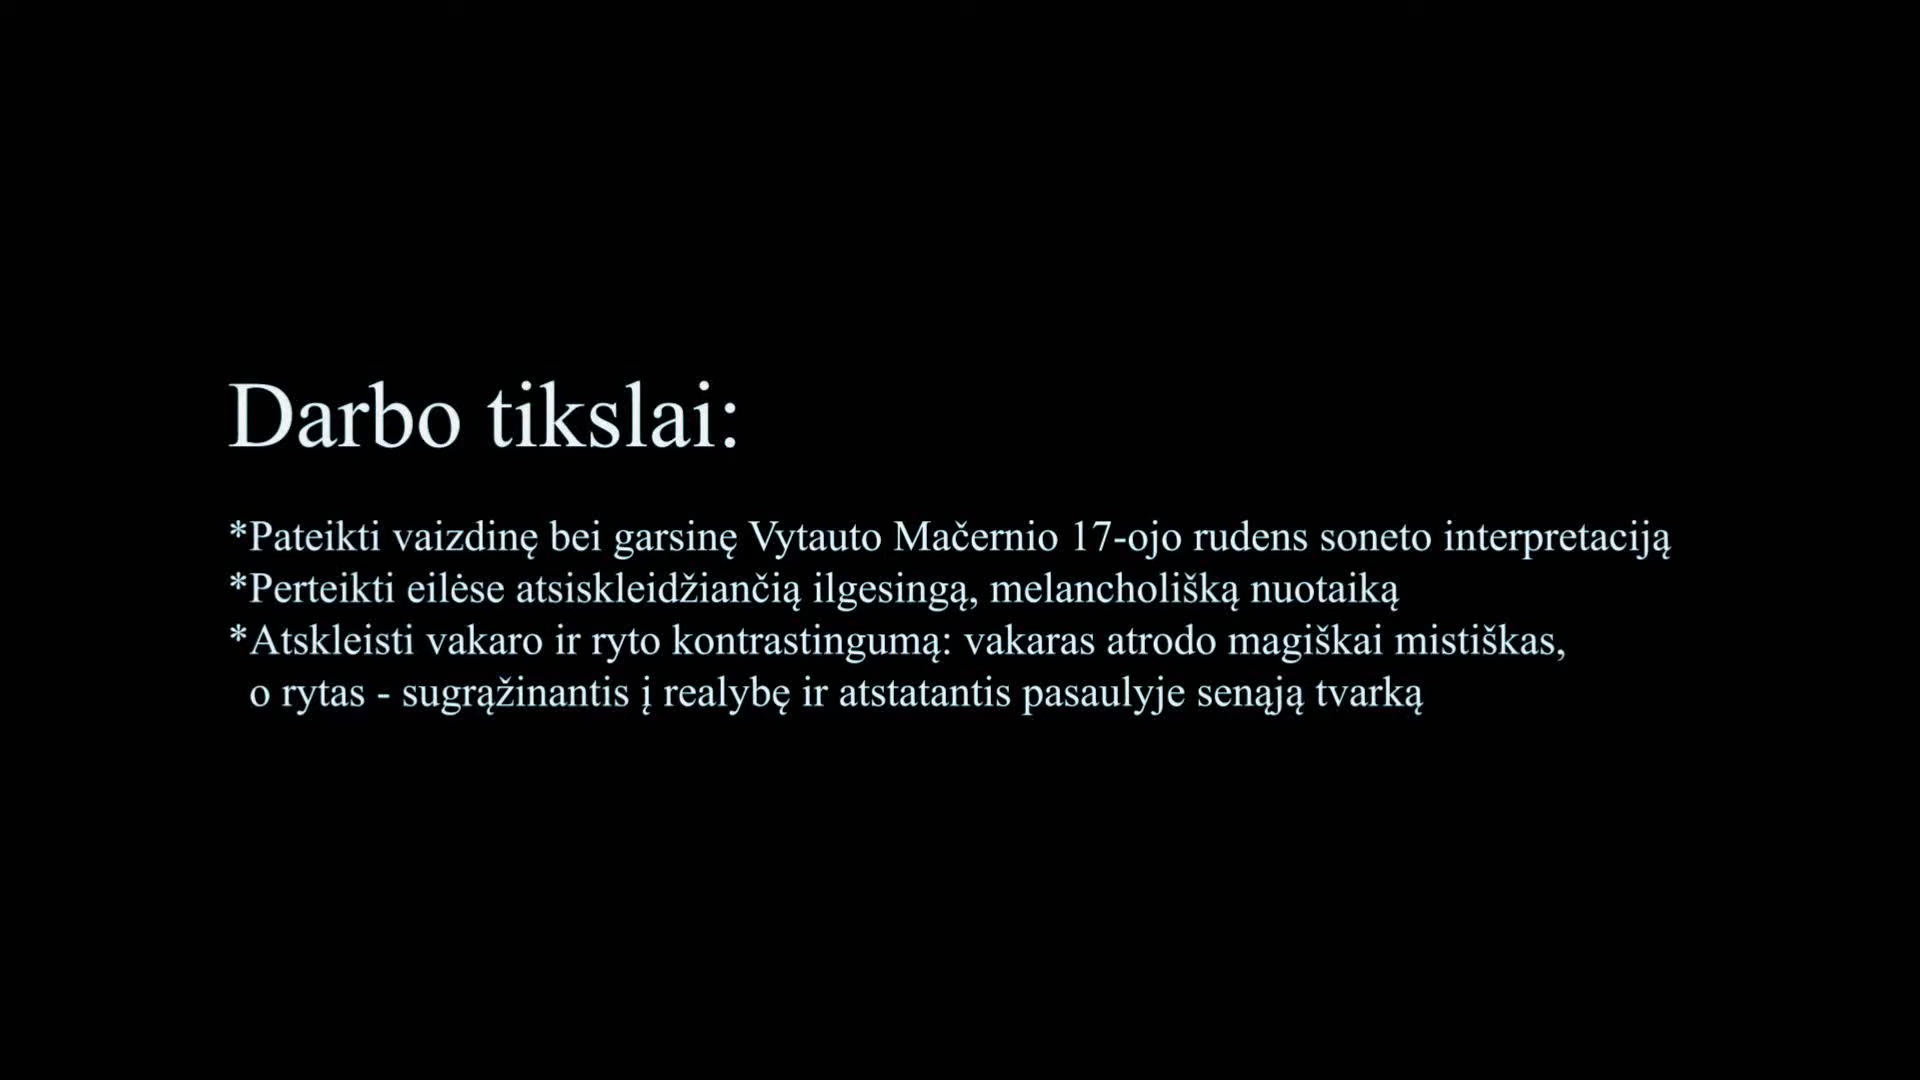 Darbo tikslai:
*Pateikti vaizdinę bei garsinę Vytauto Mačernio 17-ojo rudens soneto interpretaciją
*Perteikti eilėse atsiskleidžiančią ilgesingą, melancholišką nuotaiką
*Atskleisti vakaro ir ryto kontrastingumą: vakaras atrodo magiškai mistiškas,
o rytas - sugrąžinantis į realybę ir atstatantis pasaulyje senąją tvarką